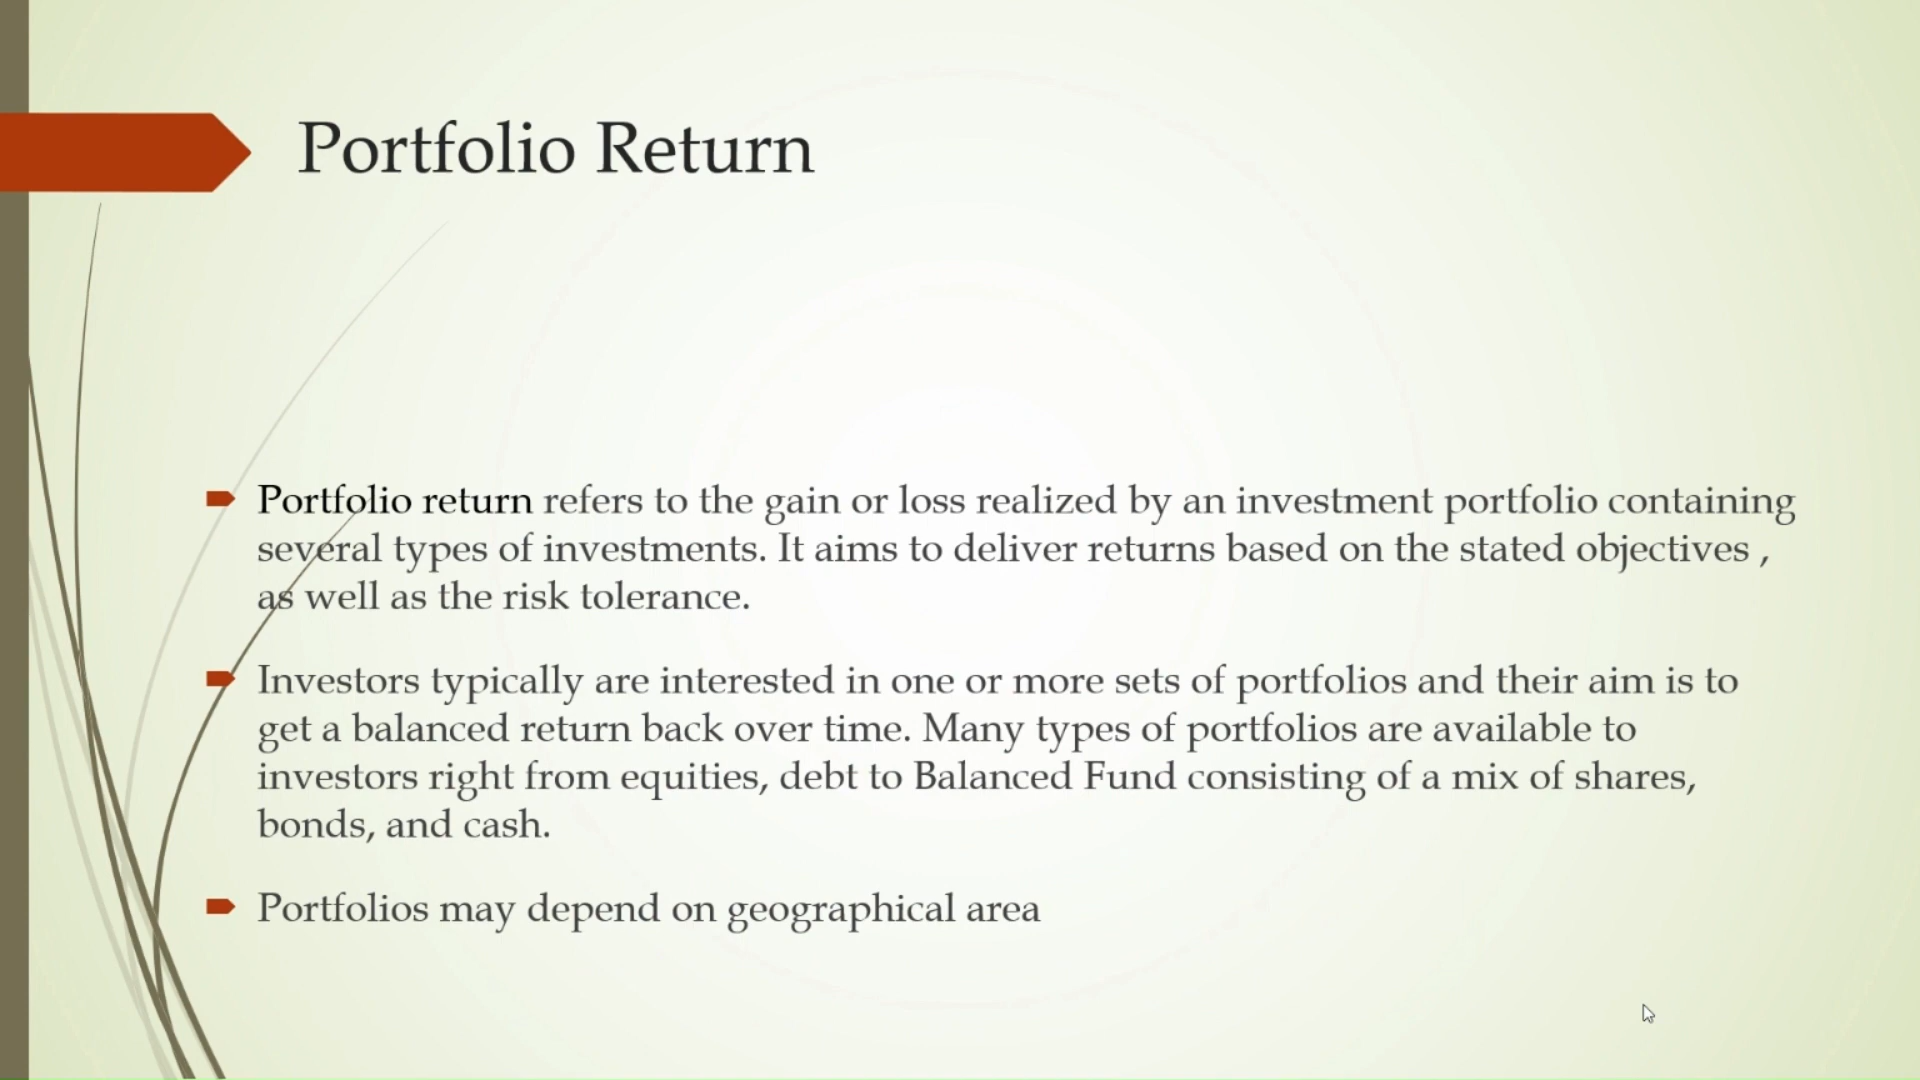 Portfolio Return
Portfolio return refers to the gain or loss realized by an investment portfolio containing
several types of investments. It aims to deliver returns based on the stated objectives ,
as well as the risk tolerance.
Investors typically are interested in one or more sets of portfolios and their aim is to
get a balanced return back over time. Many types of portfolios are available to
investors right from equities, debt to Balanced Fund consisting of a mix of shares,
bonds, and cash.
Portfolios may depend on geographical area